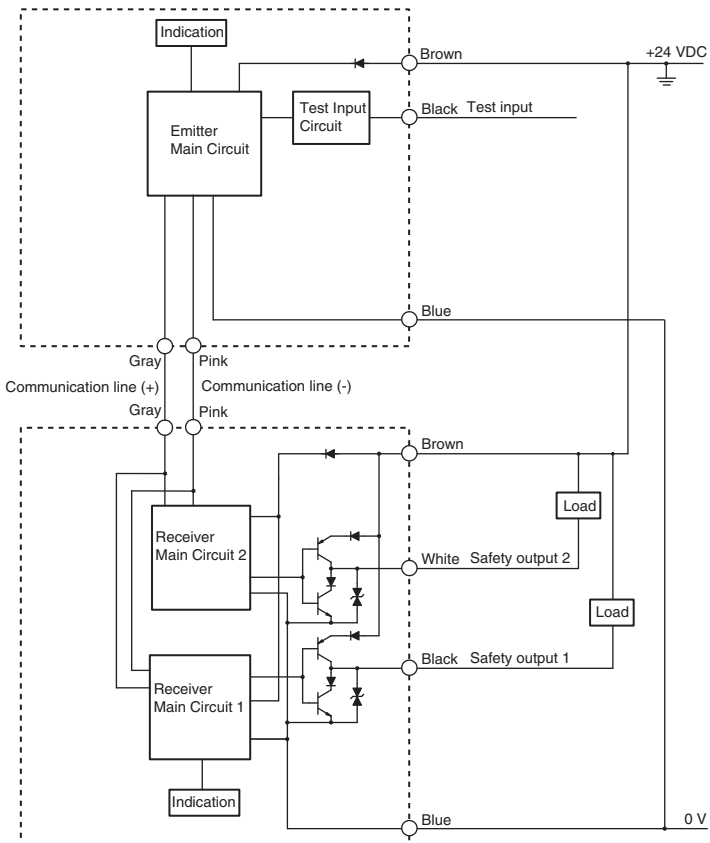 Indication
Brown
+24 VDC
Emitter
Main Circuit
Test Input
Circuit
Black Test input
Blue
Gray
Pink
Communication line (+)
Communication line (-)
Gray
Pink
Brown
Load
Receiver
Main Circuit 2
White Safety output 2
Load
Receiver
Main Circuit 1
Black Safety output 1
Indication
Blue
0 V